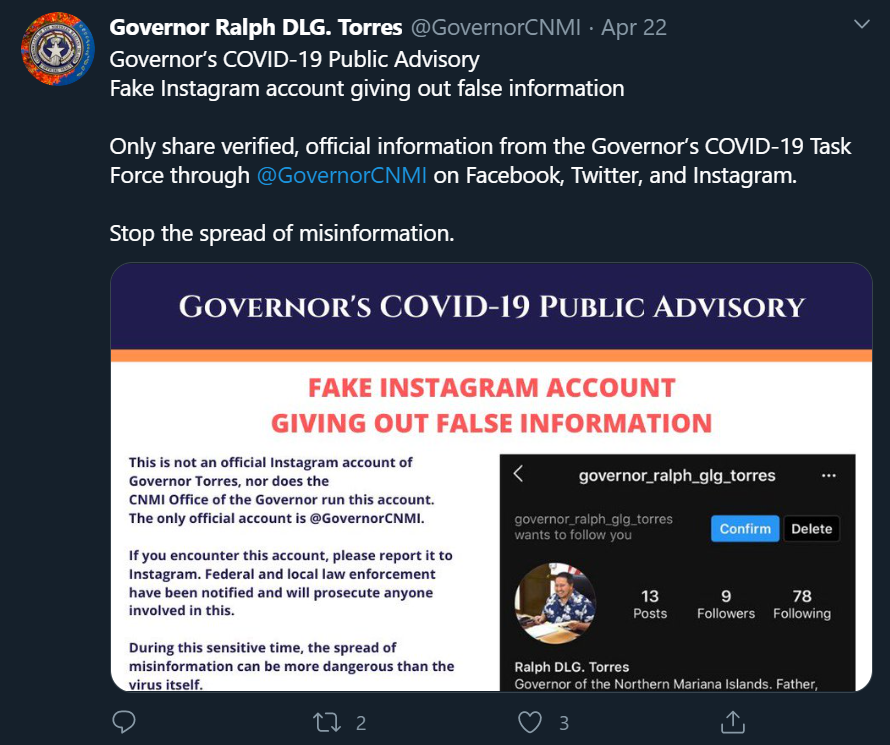 Governor Ralph DLG. Torres @GovernorCNMI · Apr 22
Governor's COVID-19 Public Advisory
Fake Instagram account giving out false information
Only share verified, official information from the Governor's COVID-19 Task
Force through @GovernorCNMI on Facebook, Twitter, and Instagram.
Stop the spread of misinformation.
GOVERNOR'S COVID-19 PUBLIC ADVISORY
FAKE INSTAGRAM ACCOUNT
GIVING OUT FALSE INFORMATION
This is not an official Instagram account of
Governor Torres, nor does the
CNMI Office of the Governor run this account.
The only official account is @GovernorCNMI.
If you encounter this account, please report it to
Instagram. Federal and local law enforcement
have been notified and will prosecute anyone
involved in this.
During this sensitive time, the spread of
misinformation can be more dangerous than the
virus itself.
governor_ralph_glg_torres
governor_ralph_glg_torres
wants to follow you
Confirm Delete
13 9 78
Posts Followers Following
Ralph DLG. Torres
Governor of the Northern Mariana Islands. Father,
2 3